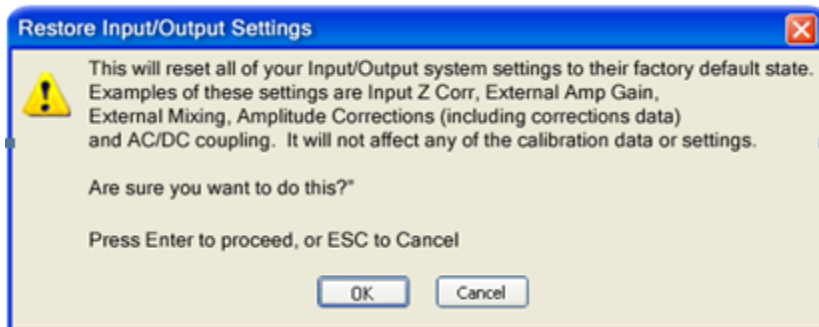 Restore Input/Output Settings
This will reset all of your Input/Output system settings to their factory default state.
Examples of these settings are Input Z Corr, External Amp Gain,
External Mixing, Amplitude Corrections (including corrections data)
and AC/DC coupling.  It will not affect any of the calibration data or settings.
Are sure you want to do this?"
Press Enter to proceed, or ESC to Cancel
OK
Cancel